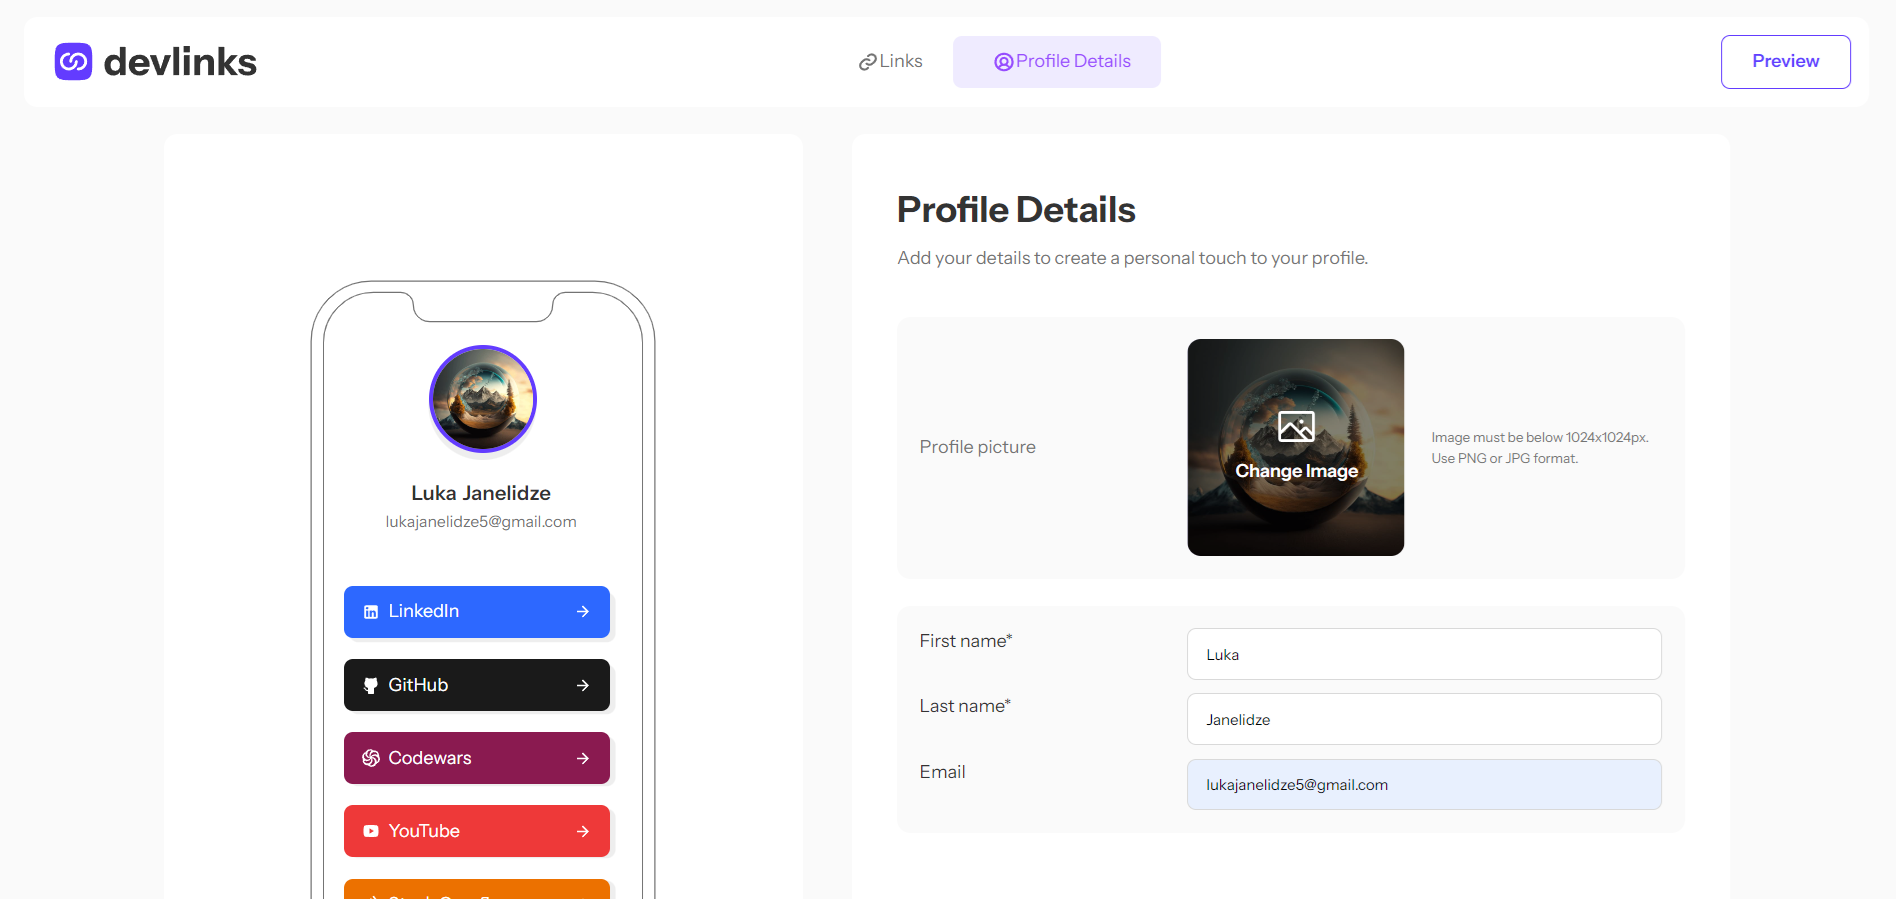 devlinks
Links
Profile Details
Preview
Luka Janelidze
lukajanelidze5@gmail.com
LinkedIn
GitHub
Codewars
YouTube
Profile Details
Add your details to create a personal touch to your profile.
Profile picture
Change Image
Image must be below 1024x1024px.
Use PNG or JPG format.
First name*
Luka
Last name*
Janelidze
Email
lukajanelidze5@gmail.com